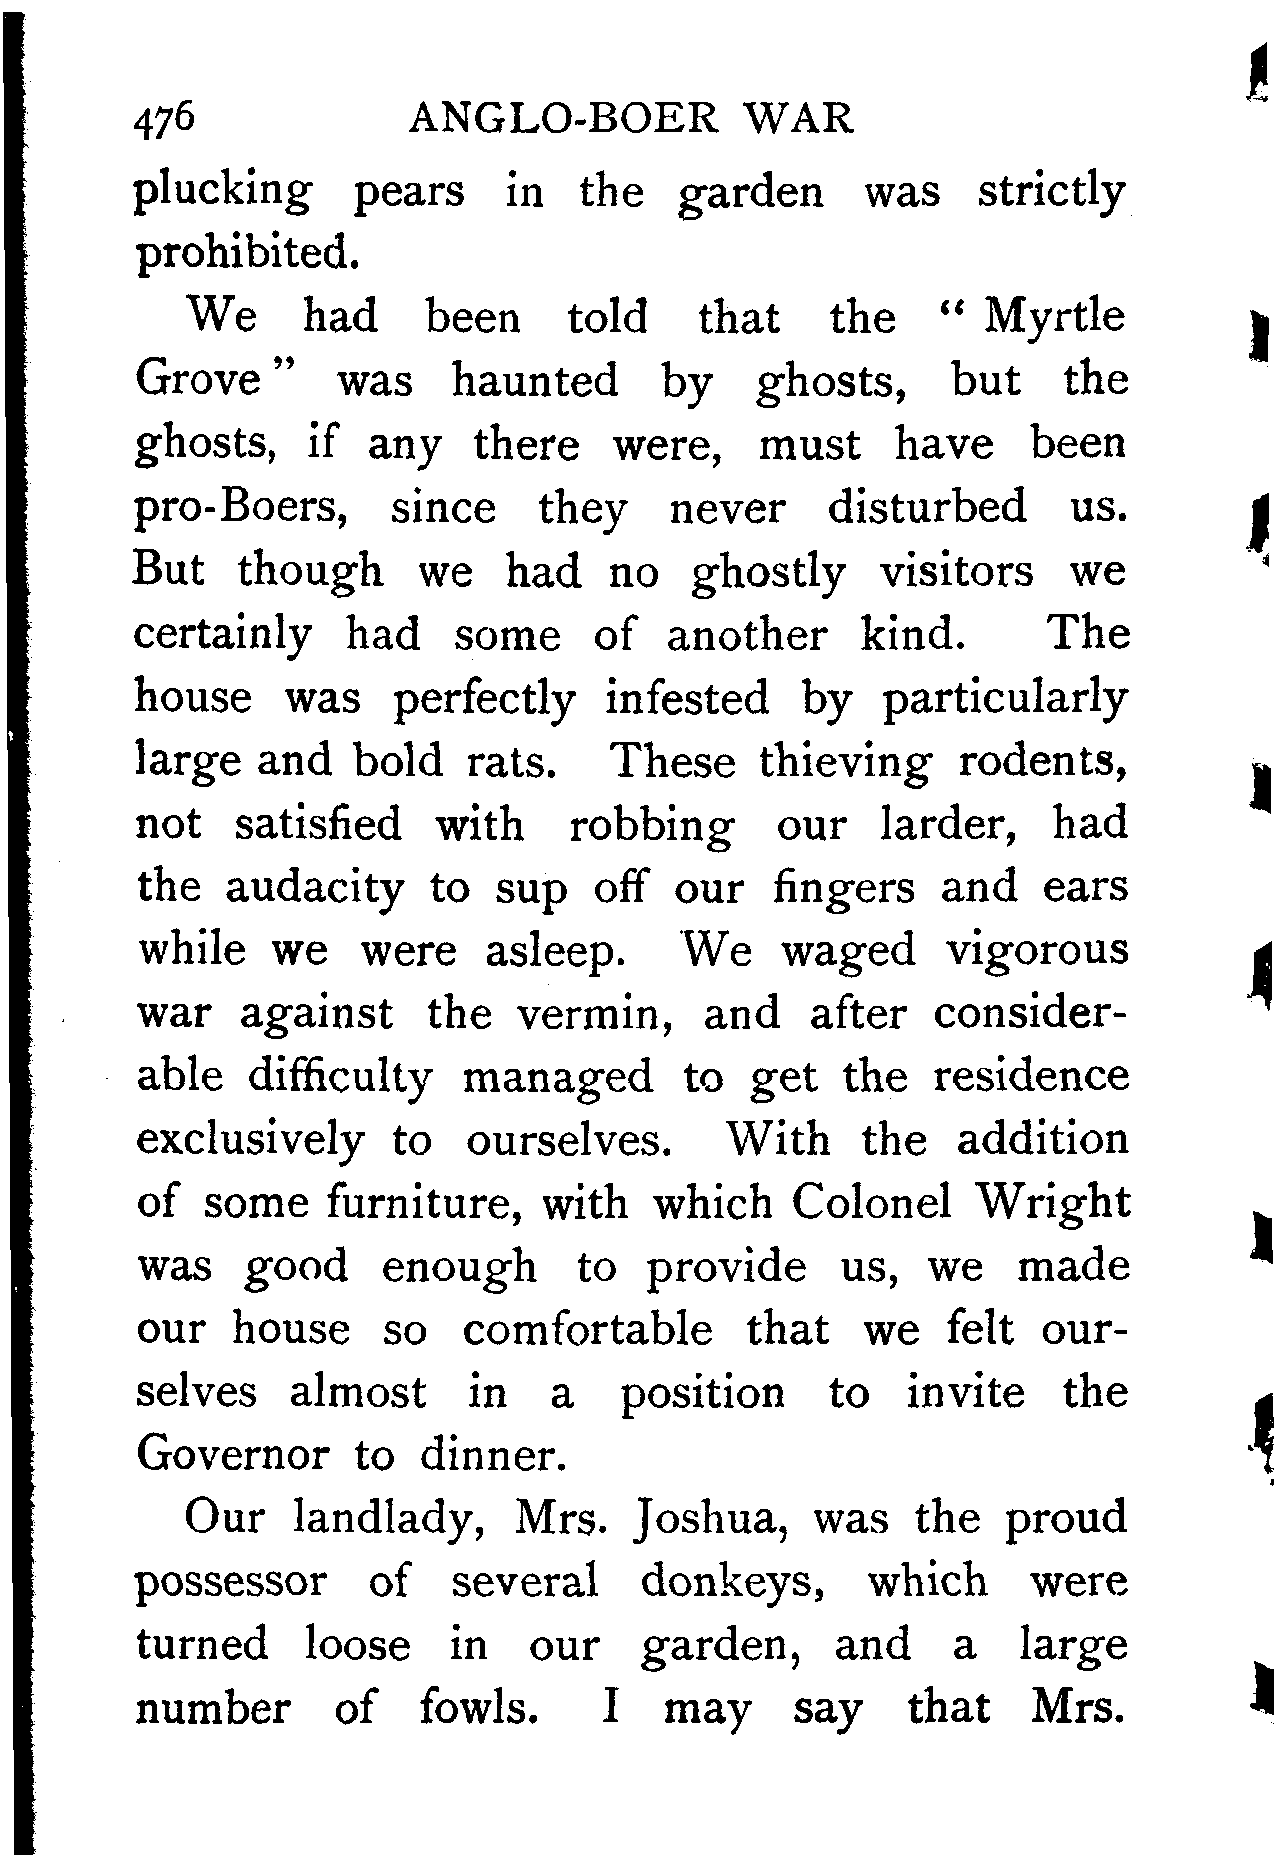 476 ANGLO-BOER WAR
plucking pears in the garden was strictly
prohibited.
We had been told that the " Myrtle
Grove " was haunted by ghosts, but the
ghosts, if any there were, must have been
pro-Boers, since they never disturbed us.
But though we had no ghostly visitors we
certainly had some of another kind. The
house was perfectly infested by particularly
large and bold rats. These thieving rodents,
not satisfied with robbing our larder, had
the audacity to sup off our fingers and ears
while we were asleep. We waged vigorous
war against the vermin, and after consider-
able difficulty managed to get the residence
exclusively to ourselves. With the addition
of some furniture, with which Colonel Wright
was good enough to provide us, we made
our house so comfortable that we felt our-
selves almost in a position to invite the
Governor to dinner.
Our landlady, Mrs. Joshua, was the proud
possessor of several donkeys, which were
turned loose in our garden, and a large
number of fowls. I may say that Mrs.